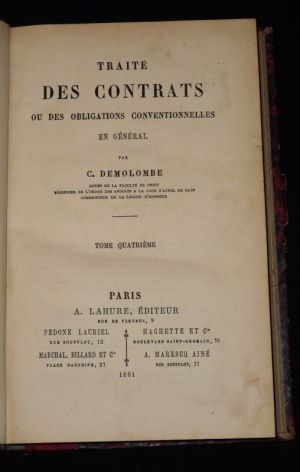 TRAITÉ
DES CONTRATS
OU DES OBLIGATIONS CONVENTIONNELLES
EN GÉNÉRAL
PAR
C. DEMOLOMBE
DOYEN DE LA FACULTÉ DE DROIT
BÂTONNIER DE L'ORDRE DES AVOCATS A LA COUR D'APPEL DE CAEN
COMMANDEUR DE LA LÉGION D'HONNEUR
TOME QUATRIÈME
PARIS
A. LAHURE, ÉDITEUR
RUE DE FLEURUS, 9
PEDONE LAURIEL
RUE SOUFFLOT, 13
HACHETTE ET Cie
BOULEVARD SAINT-GERMAIN, 79
MARCHAL, BILLARD ET Cie
PLACE DAUPHINE, 27
A. MARESCQ AINÉ
RUE SOUFFLOT, 17
1881